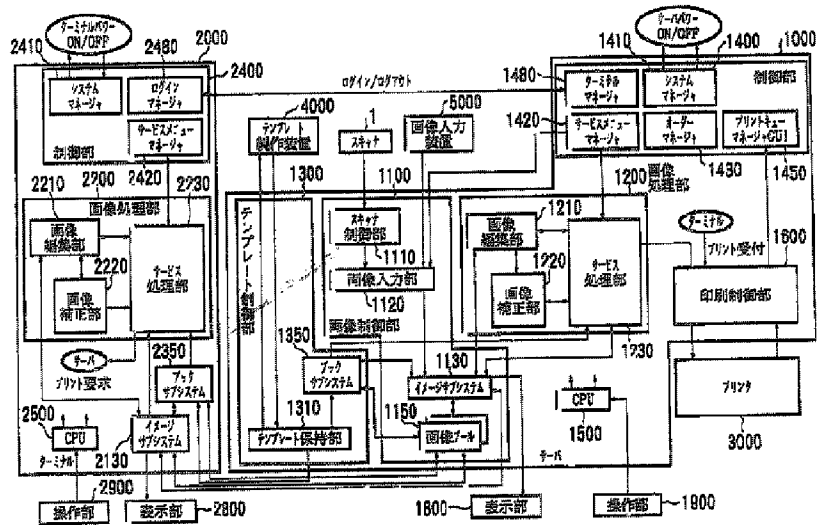 ターミナルパワー
ON/OFF
2410
2480
2000
2400
システム
マネージャ
ログイン
マネージャ
サービスメニュー
マネージャ
制御部
2420
ログイン/ログアウト
サーバパワー
ON/OFF
1410
1400
1000
制御部
1480
ターミナル
マネージャ
システム
マネージャ
1420
サービスメニュー
マネージャ
オーダー
マネージャ
プリントキュー
マネージャGUI
1430
1450
4000
テンプレート
製作装置
1
スキャナ
5000
画像入力
装置
1300
1100
1200
画像
処理部
2210
2200
2230
画像処理部
画像
編集部
2220
画像
補正部
サービス
処理部
サーバ
プリント要求
2350
ブック
サブシステム
2500
CPU
ターミナル
2130
イメージ
サブシステム
操作部
2900
表示部
2800
テンプレート制御部
スキャナ
制御部
1110
画像入力部
1120
画像制御部
1350
ブック
サブシステム
1310
テンプレート保持部
1130
イメージサブシステム
1150
画像プール
1210
画像
編集部
1220
画像
補正部
サービス
処理部
1230
ターミナル
プリント受付
1600
印刷制御部
プリンタ
3000
CPU
1500
サーバ
1800
表示部
操作部
1900